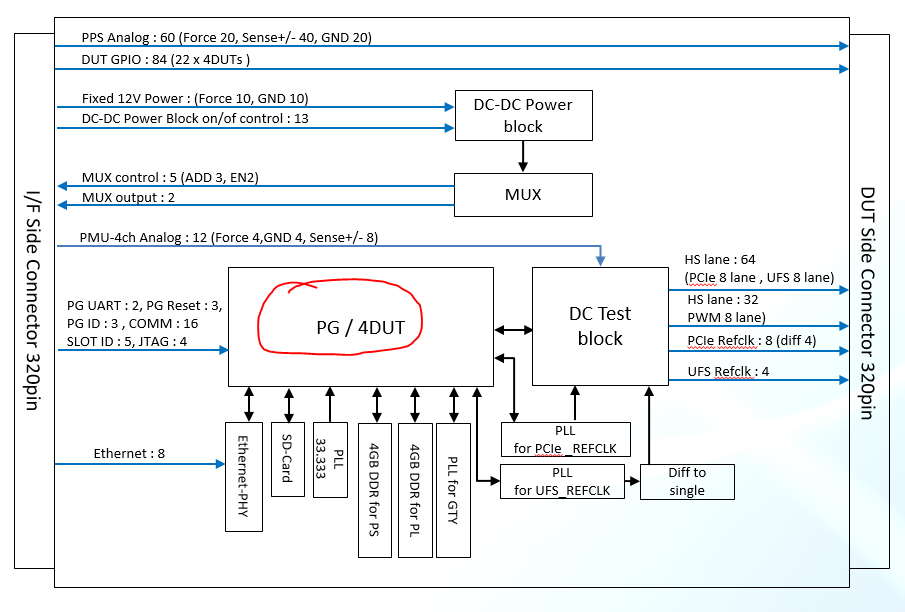 PPS Analog : 60 (Force 20, Sense+/- 40, GND 20)
DUT GPIO : 84 (22 x 4DUTs )
Fixed 12V Power : (Force 10, GND 10)
DC-DC Power Block on/of control : 13
DC-DC Power
block
MUX control : 5 (ADD 3, EN2)
MUX output : 2
MUX
I/F Side Connector 320pin
DUT Side Connector 320pin
PMU-4ch Analog : 12 (Force 4,GND 4, Sense+/- 8)
HS lane : 64
(PCIe 8 lane , UFS 8 lane)
HS lane : 32
PWM 8 lane)
PCIe Refclk : 8 (diff 4)
UFS Refclk : 4
PG UART : 2, PG Reset : 3,
PG ID : 3 , COMM : 16
SLOT ID : 5, JTAG : 4
PG / 4DUT
DC Test
block
Ethernet : 8
Ethernet-PHY
SD-Card
PLL
33.333
4GB DDR for PS
4GB DDR for PL
PLL for GTY
PLL
for PCIe _REFCLK
PLL
for UFS_REFCLK
Diff to
single